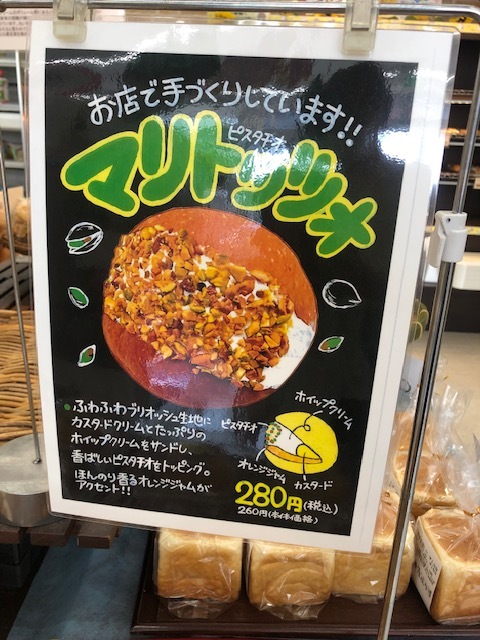 お店で手づくりしています!!
ピスタチオ
マリトッツォ
ふわふわブリオッシュ生地に
カスタードクリームとたっぷりの
ホイップクリームをサンドし、
香ばしいピスタチオをトッピング。
ほんのり香るオレンジジャムが
アクセント!!
ホイップクリーム
ピスタチオ
オレンジジャム
カスタード
280円(税込)
260円(ホイホイ価格)